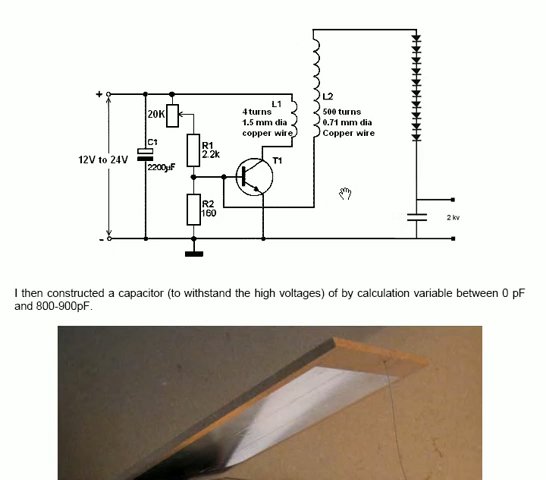 +
20K
L1
4 turns
1.5 mm dia
copper wire
L2
500 turns
0.71 mm dia
Copper wire
C1
12V to 24V
2200µF
R1
2.2k
T1
R2
160
2 kv
-
I then constructed a capacitor (to withstand the high voltages) of by calculation variable between 0 pF
and 800-900pF.